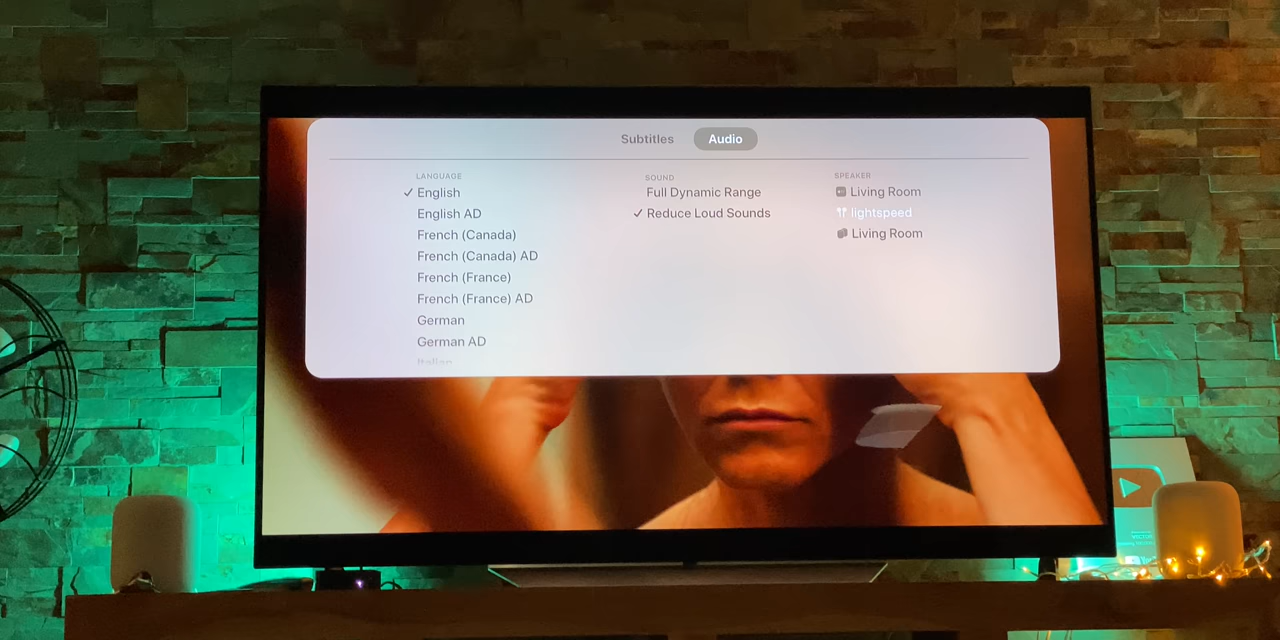 Subtitles Audio
LANGUAGE
✓ English
English AD
French (Canada)
French (Canada) AD
French (France)
French (France) AD
German
German AD
Italian
SOUND
Full Dynamic Range
✓ Reduce Loud Sounds
SPEAKER
Living Room
lightspeed
Living Room